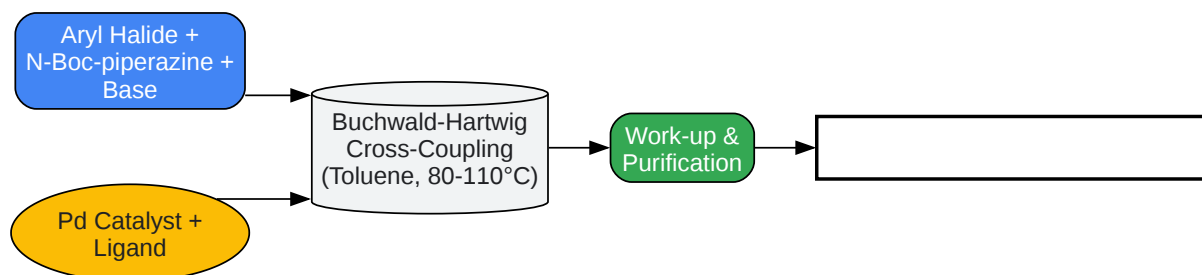 Aryl Halide +
N-Boc-piperazine +
Base
Pd Catalyst +
Ligand
Buchwald-Hartwig
Cross-Coupling
(Toluene, 80-110°C)
Work-up &
Purification